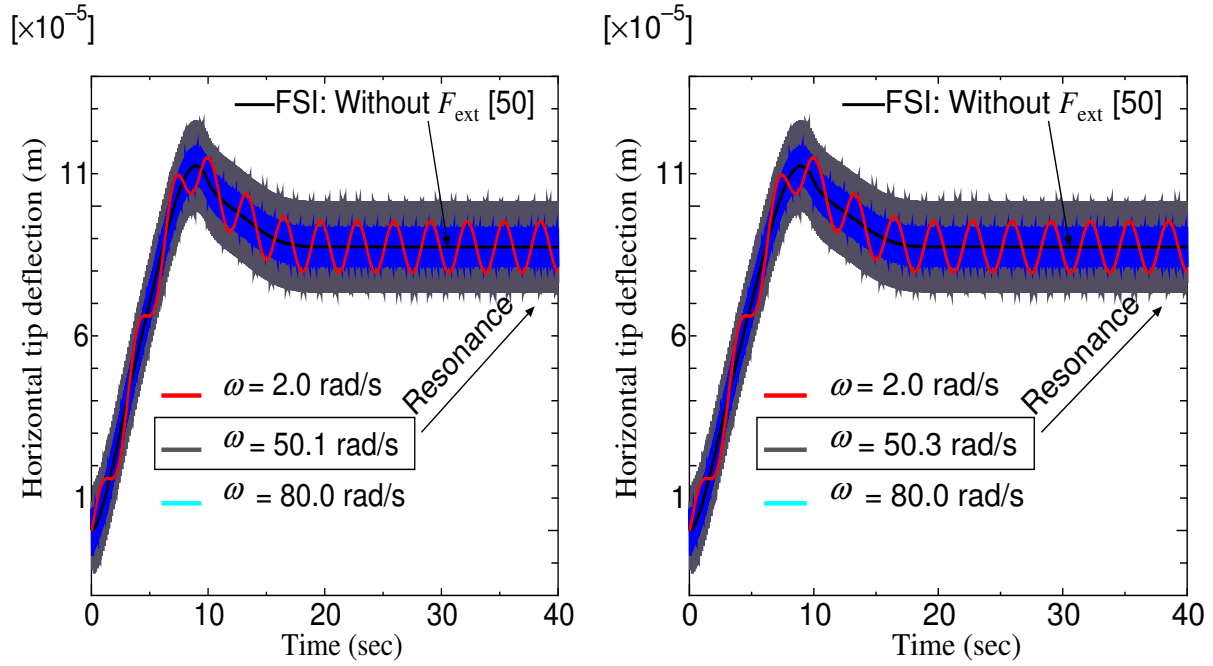 [×10⁻⁵]
FSI: Without F_ext [50]
Horizontal tip deflection (m)
11
6
1
Resonance
ω = 2.0 rad/s
ω = 50.1 rad/s
ω = 80.0 rad/s
0 10 20 30 40
Time (sec)
[×10⁻⁵]
FSI: Without F_ext [50]
Horizontal tip deflection (m)
11
6
1
Resonance
ω = 2.0 rad/s
ω = 50.3 rad/s
ω = 80.0 rad/s
0 10 20 30 40
Time (sec)